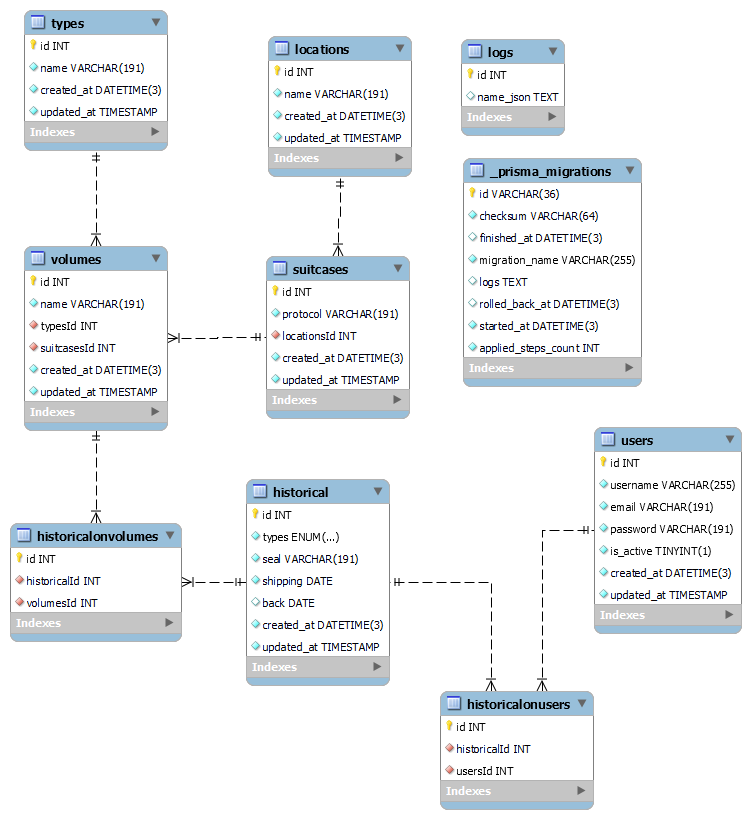 types
id INT
name VARCHAR(191)
created_at DATETIME(3)
updated_at TIMESTAMP
Indexes
locations
id INT
name VARCHAR(191)
created_at DATETIME(3)
updated_at TIMESTAMP
Indexes
logs
id INT
name_json TEXT
Indexes
_prisma_migrations
id VARCHAR(36)
checksum VARCHAR(64)
finished_at DATETIME(3)
migration_name VARCHAR(255)
logs TEXT
rolled_back_at DATETIME(3)
started_at DATETIME(3)
applied_steps_count INT
Indexes
volumes
id INT
name VARCHAR(191)
typesId INT
suitcasesId INT
created_at DATETIME(3)
updated_at TIMESTAMP
Indexes
suitcases
id INT
protocol VARCHAR(191)
locationsId INT
created_at DATETIME(3)
updated_at TIMESTAMP
Indexes
users
id INT
username VARCHAR(255)
email VARCHAR(191)
password VARCHAR(191)
is_active TINYINT(1)
created_at DATETIME(3)
updated_at TIMESTAMP
Indexes
historical
id INT
types ENUM(...)
seal VARCHAR(191)
shipping DATE
back DATE
created_at DATETIME(3)
updated_at TIMESTAMP
Indexes
historicalonvolumes
id INT
historicalId INT
volumesId INT
Indexes
historicalonusers
id INT
historicalId INT
usersId INT
Indexes